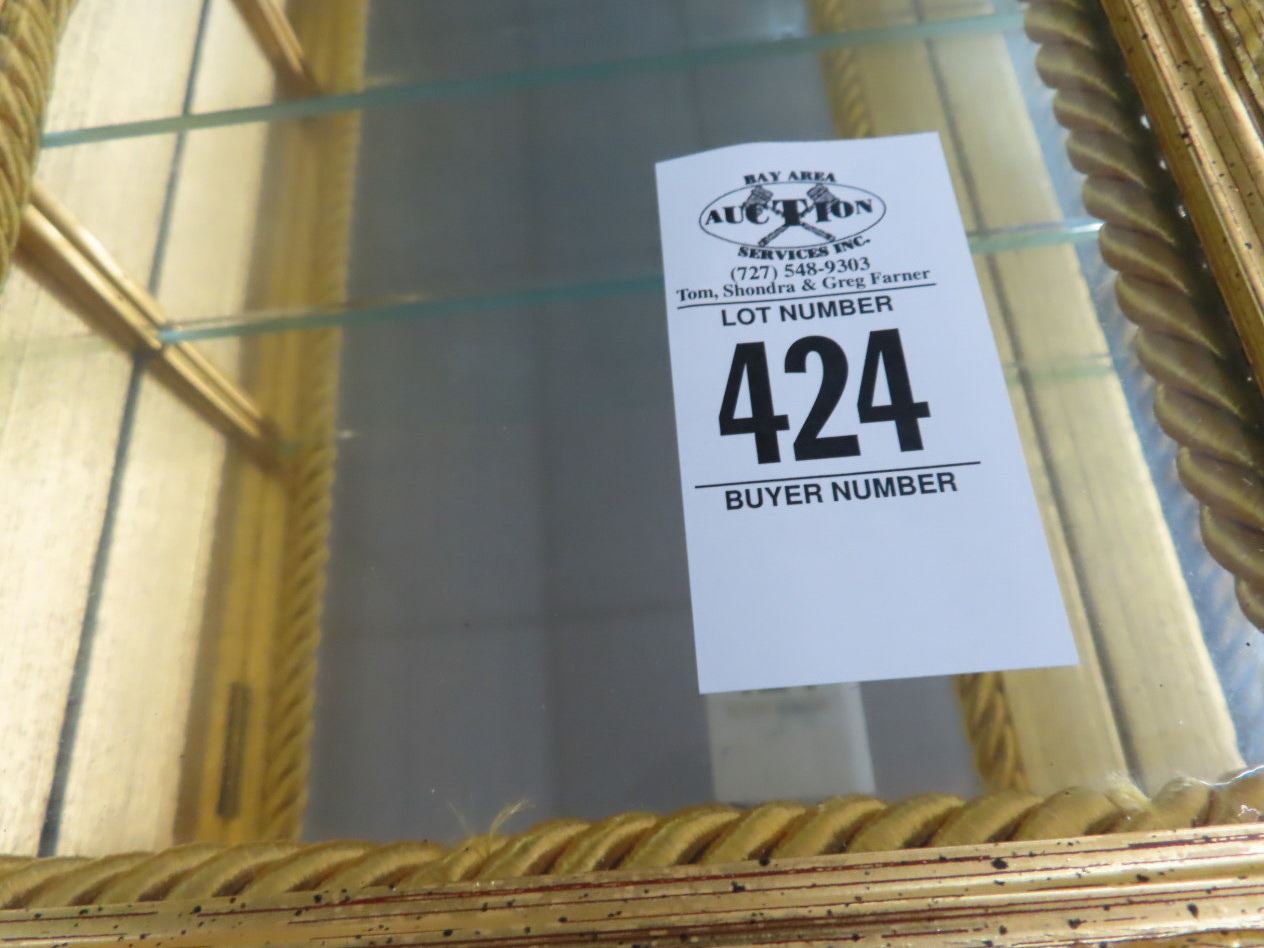 BAY AREA
AUCTION
SERVICES INC.
(727) 548-9303
Tom, Shondra & Greg Farner
LOT NUMBER
424
BUYER NUMBER